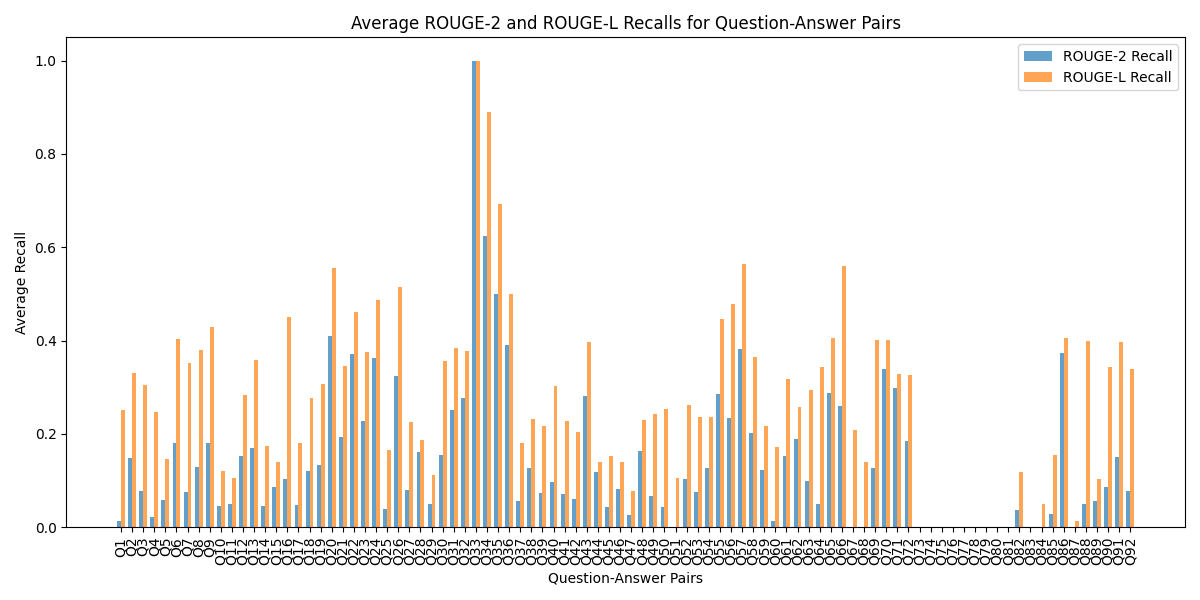 Average ROUGE-2 and ROUGE-L Recalls for Question-Answer Pairs
ROUGE-2 Recall
ROUGE-L Recall
Average Recall
1.0
0.8
0.6
0.4
0.2
0.0
Q1 Q2 Q3 Q4 Q5 Q6 Q7 Q8 Q9 Q10 Q11 Q12 Q13 Q14 Q15 Q16 Q17 Q18 Q19 Q20 Q21 Q22 Q23 Q24 Q25 Q26 Q27 Q28 Q29 Q30 Q31 Q32 Q33 Q34 Q35 Q36 Q37 Q38 Q39 Q40 Q41 Q42 Q43 Q44 Q45 Q46 Q47 Q48 Q49 Q50 Q51 Q52 Q53 Q54 Q55 Q56 Q57 Q58 Q59 Q60 Q61 Q62 Q63 Q64 Q65 Q66 Q67 Q68 Q69 Q70 Q71 Q72 Q73 Q74 Q75 Q76 Q77 Q78 Q79 Q80 Q81 Q82 Q83 Q84 Q85 Q86 Q87 Q88 Q89 Q90 Q91 Q92
Question-Answer Pairs